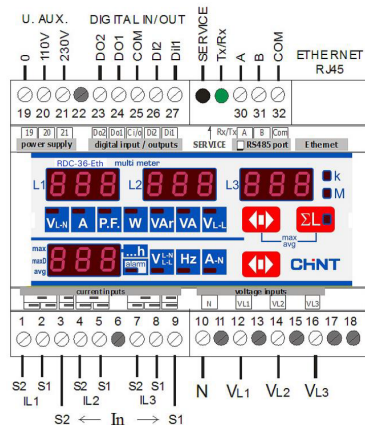 U. AUX. DIGITAL IN/OUT
0 110V 230V DO2 DO1 COM DI2 DiI1 SERVICE Tx/Rx A B COM ETHERNET
RJ45
19 20 21 22 23 24 25 26 27 30 31 32
19 20 21 Do2 Do1 C i/o Di2 Di1 Rx/Tx A B Com
power supply digital input / outputs SERVICE RS485 port Ethernet
RDC-36-Eth multi meter
L1 888 L2 888 L3 888 k
M
VL-N A P.F. W VAr VA VL-L ΣL
max
avg
max
maxD
avg
888
...h
alarm
VL-N
L-L
Hz A-N
CHNT
current inputs voltage inputs
N VL1 VL2 VL3
1 2 3 4 5 6 7 8 9 10 11 12 13 14 15 16 17 18
S2 S1 S2 S1 S2 S1 N VL1 VL2 VL3
IL1 IL2 IL3
S2 ← In → S1